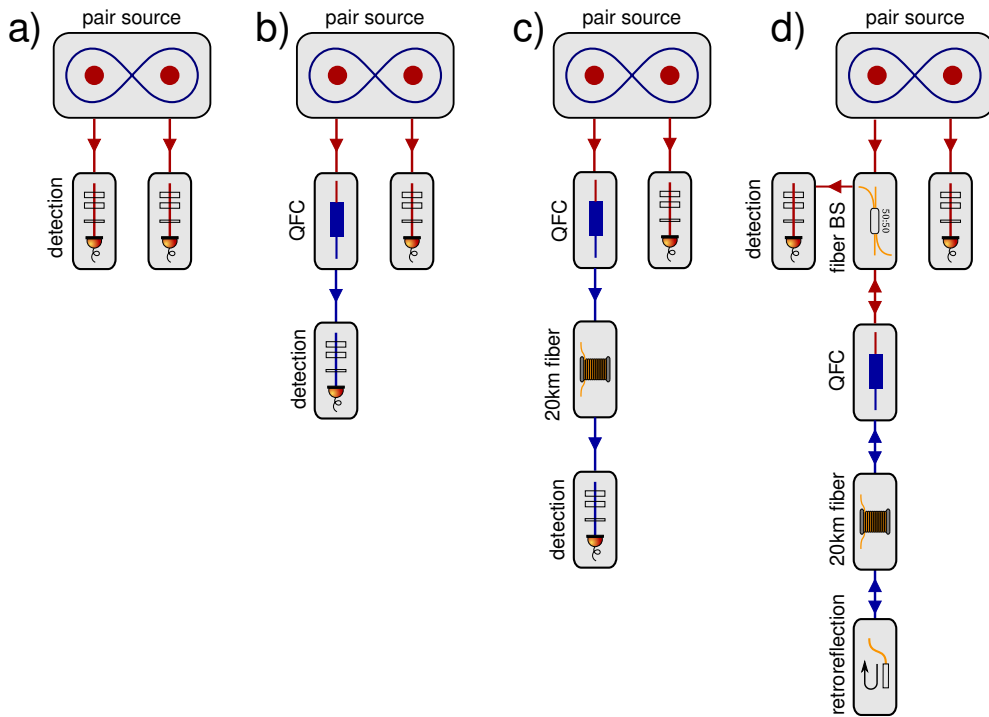 a)
pair source
detection
b)
pair source
QFC
detection
c)
pair source
QFC
20km fiber
detection
d)
pair source
detection
fiber BS
50:50
QFC
20km fiber
retroreflection